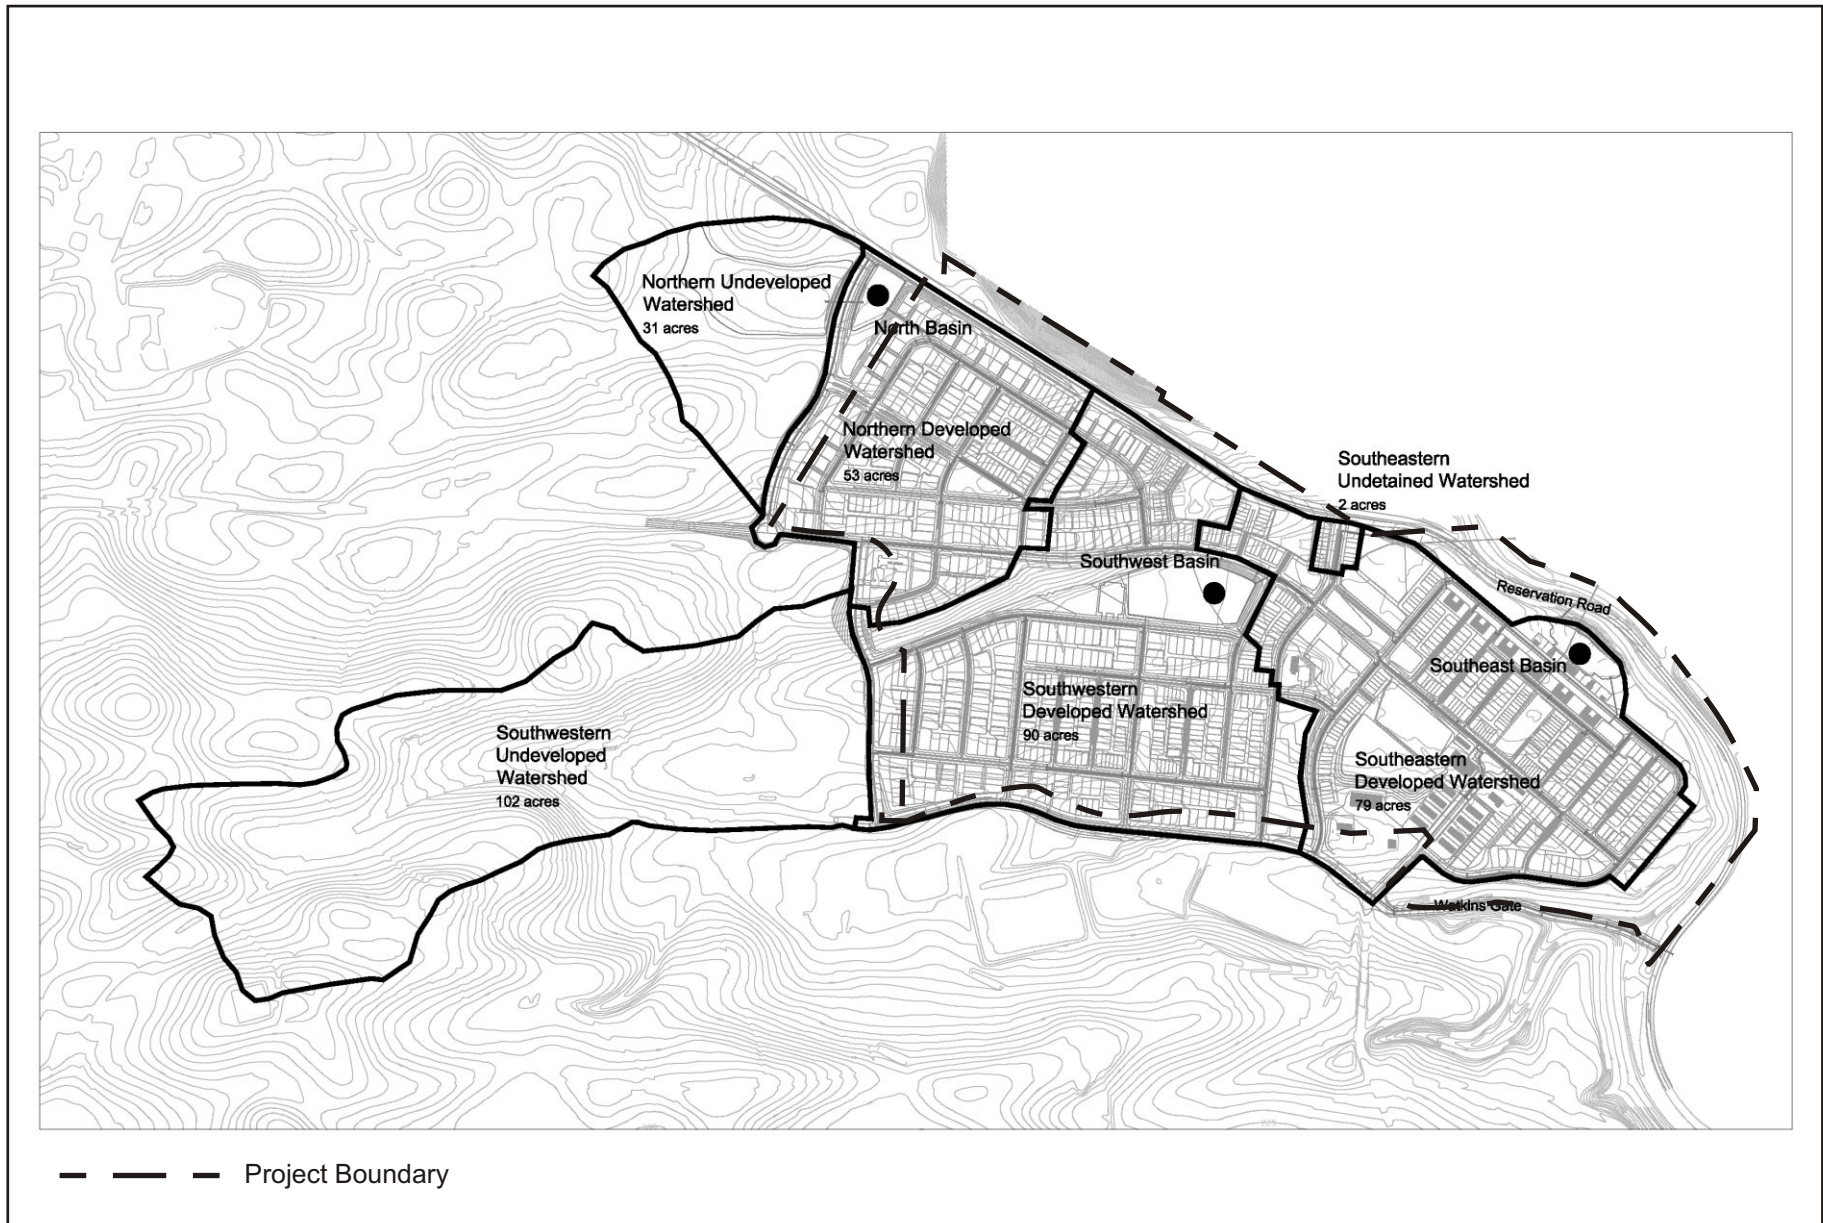 Northern Undeveloped
Watershed
31 acres
North Basin
Northern Developed
Watershed
53 acres
Southeastern
Undetained Watershed
2 acres
Southwest Basin
Reservation Road
Southeast Basin
Southwestern
Developed Watershed
90 acres
Southwestern
Undeveloped
Watershed
102 acres
Southeastern
Developed Watershed
79 acres
Watkins Gate
Project Boundary